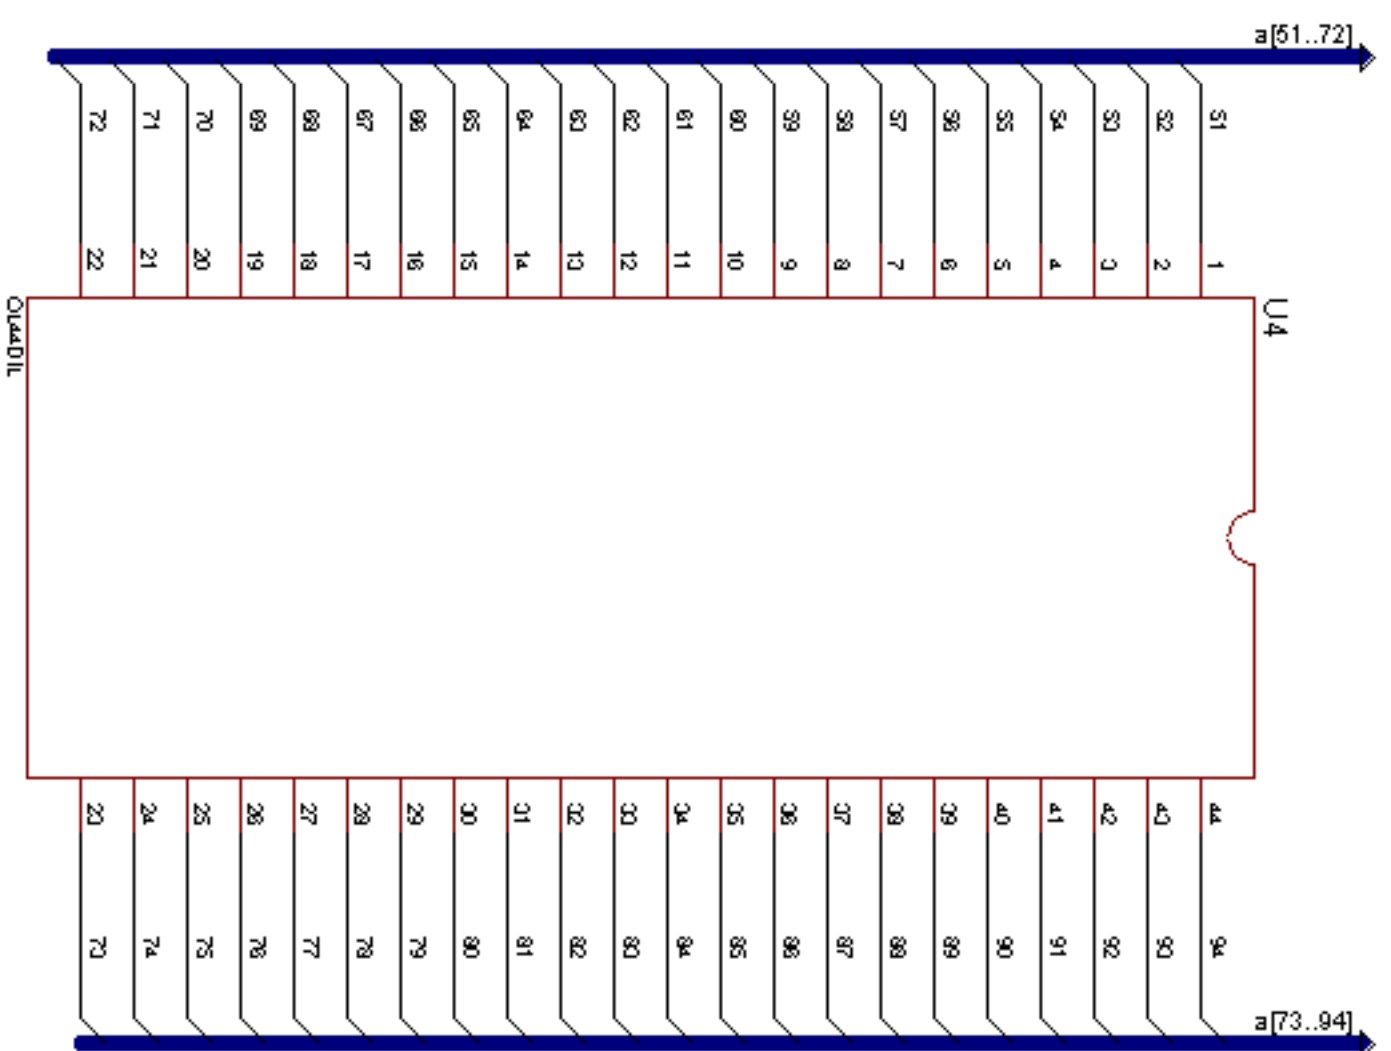 a[51..72]
72 71 70 69 68 67 66 65 64 63 62 61 60 59 58 57 56 55 54 53 52 51
22 21 20 19 18 17 16 15 14 13 12 11 10 9 8 7 6 5 4 3 2 1
U4
OL44DIL
23 24 25 26 27 28 29 30 31 32 33 34 35 36 37 38 39 40 41 42 43 44
73 74 75 76 77 78 79 80 81 82 83 84 85 86 87 88 89 90 91 92 93 94
a[73..94]